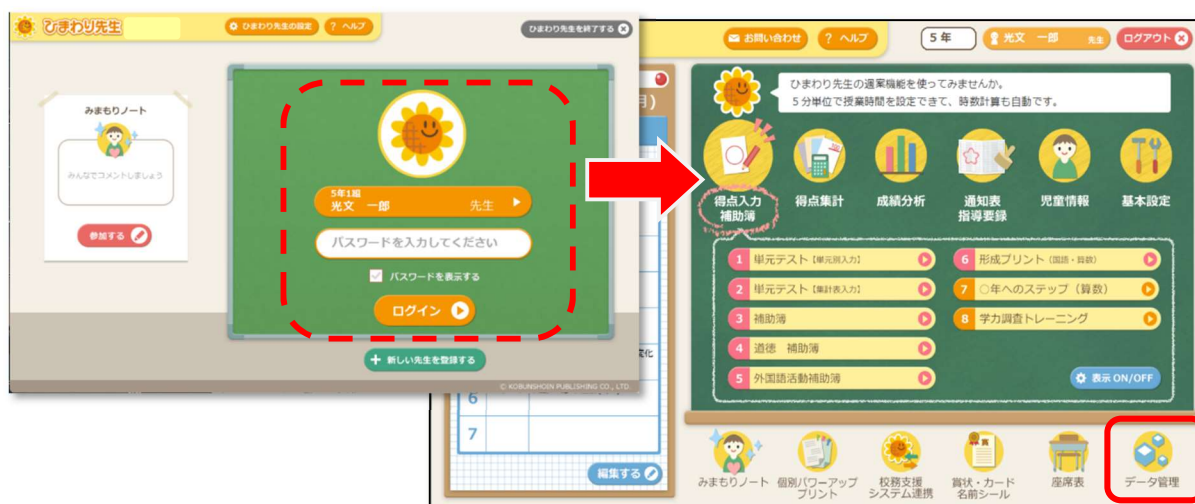 ひまわり先生
ひまわり先生の設定
? ヘルプ
ひまわり先生を終了する
みまもりノート
みんなでコメントしましょう
参加する
5年1組
光文 一郎 先生
パスワードを入力してください
パスワードを表示する
ログイン
新しい先生を登録する
© KOBUNSHOIN PUBLISHING CO., LTD.
お問い合わせ
? ヘルプ
5年
光文 一郎 先生
ログアウト
ひまわり先生の週案機能を使ってみませんか。
5分単位で授業時間を設定できて、時数計算も自動です。
得点入力
補助簿
得点集計
成績分析
通知表
指導要録
児童情報
基本設定
1 単元テスト【単元別入力】
2 単元テスト【集計表入力】
3 補助簿
4 道徳 補助簿
5 外国語活動補助簿
6 形成プリント(国語・算数)
7 ○年へのステップ(算数)
8 学力調査トレーニング
表示 ON/OFF
月)
変化
6
7
編集する
みまもりノート
個別パワーアップ
プリント
校務支援
システム連携
賞状・カード
名前シール
座席表
データ管理